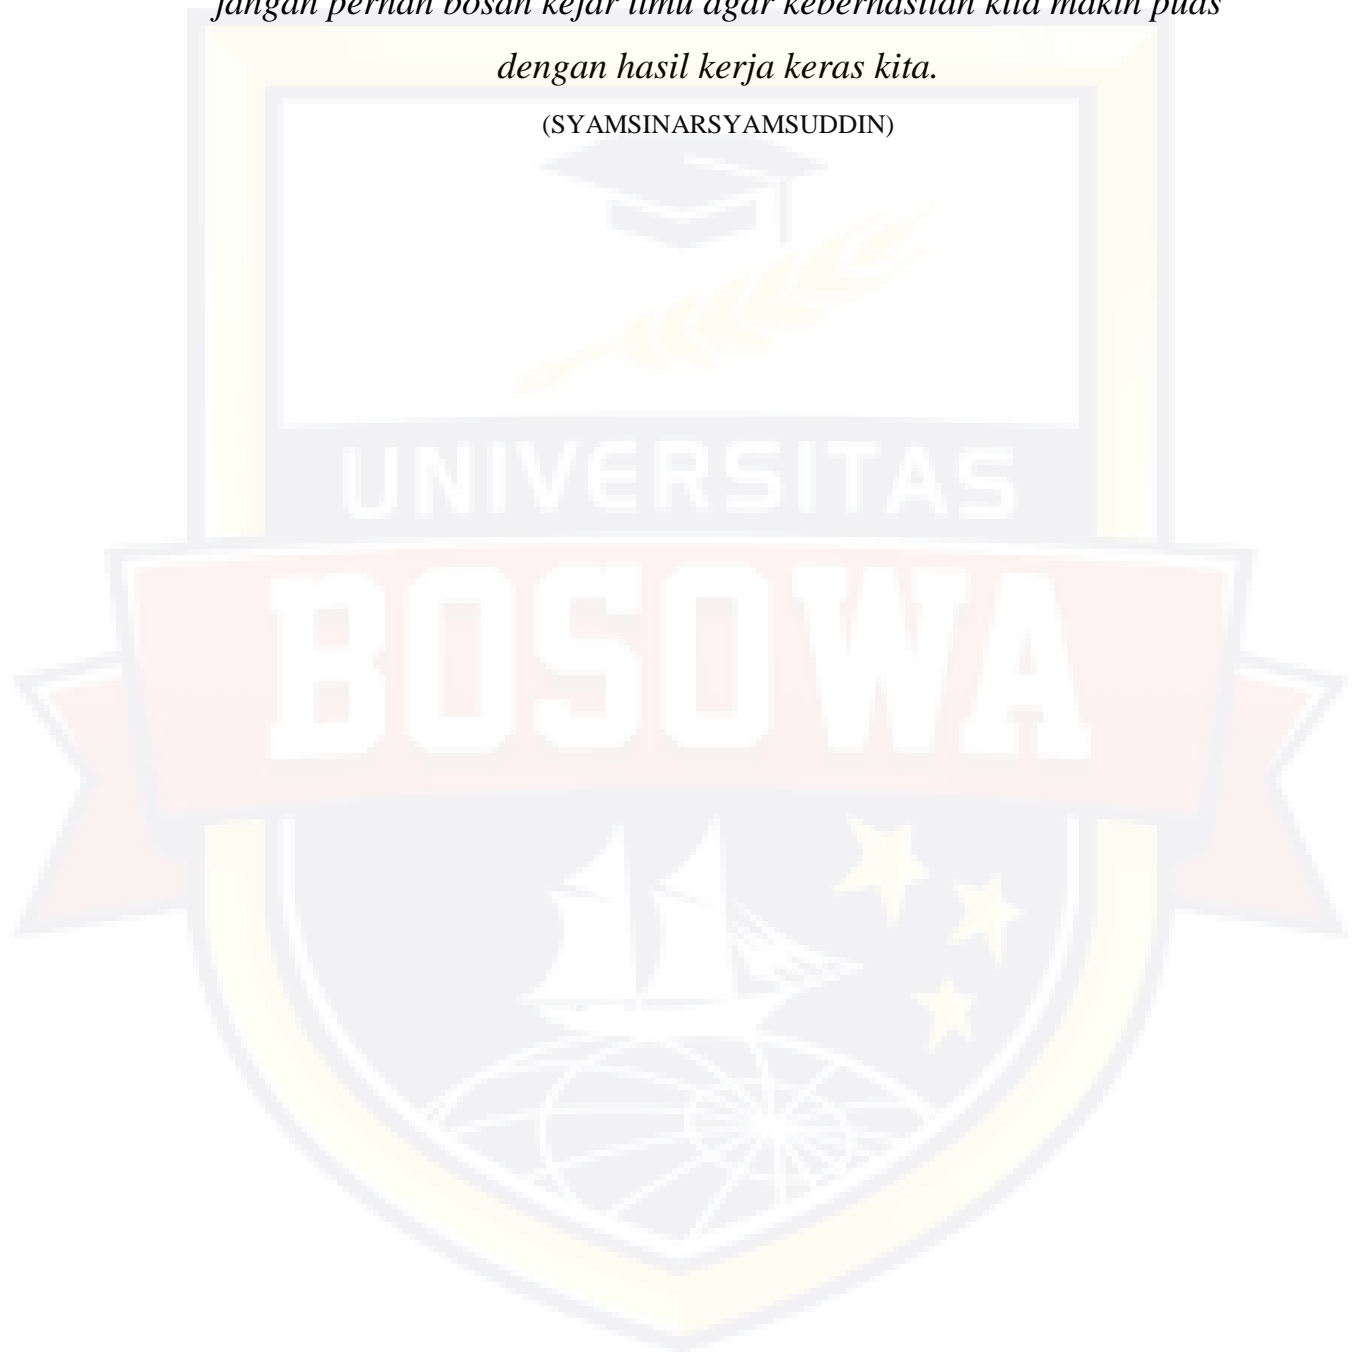 jangan pernah bosan kejar ilmu agar keberhasilan kita makin puas
dengan hasil kerja keras kita.
(SYAMSINARSYAMSUDDIN)
UNIVERSITAS
BOSOWA